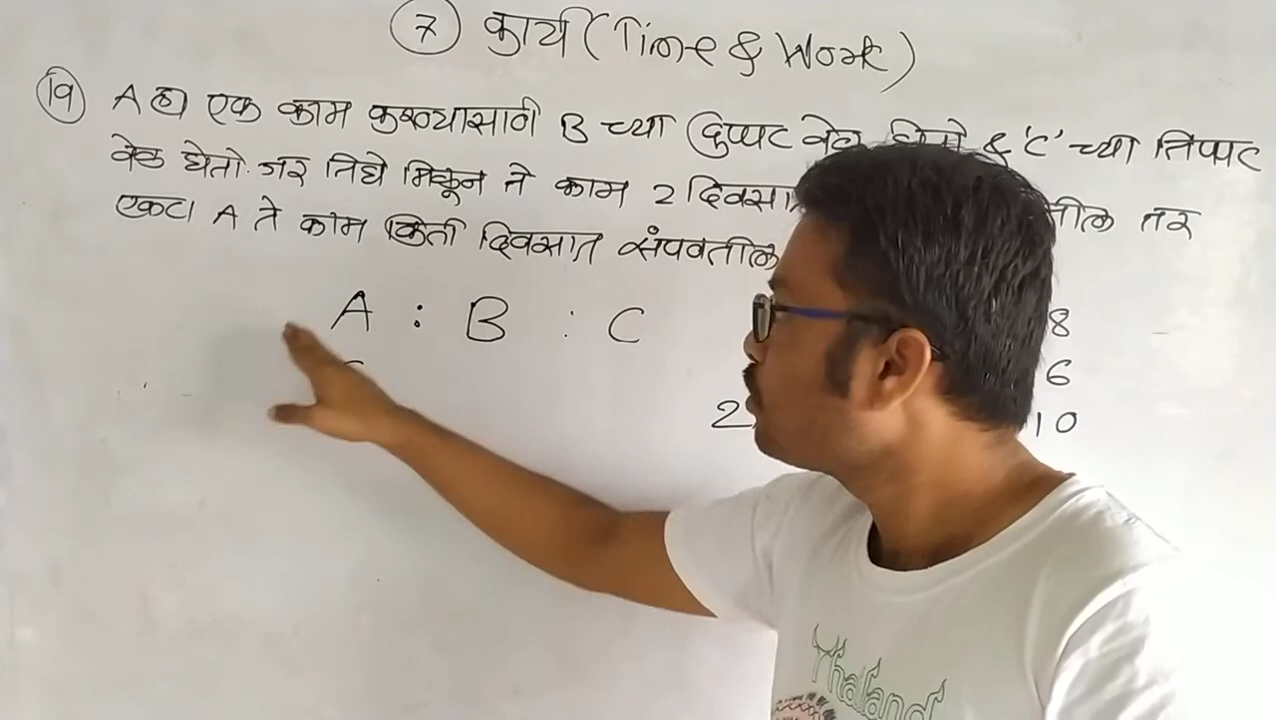 7 कार्य (Time & Work)
19 A हा एक काम करण्यासाठी B च्या दुप्पट वेळ घेतो & 'C' च्या तिप्पट
वेळ घेतो. जर तिघे मिळून ते काम 2 दिवसा तर
एकटा A ते काम किती दिवसात संपवतील
A : B : C
8
6
2 10
Thailand